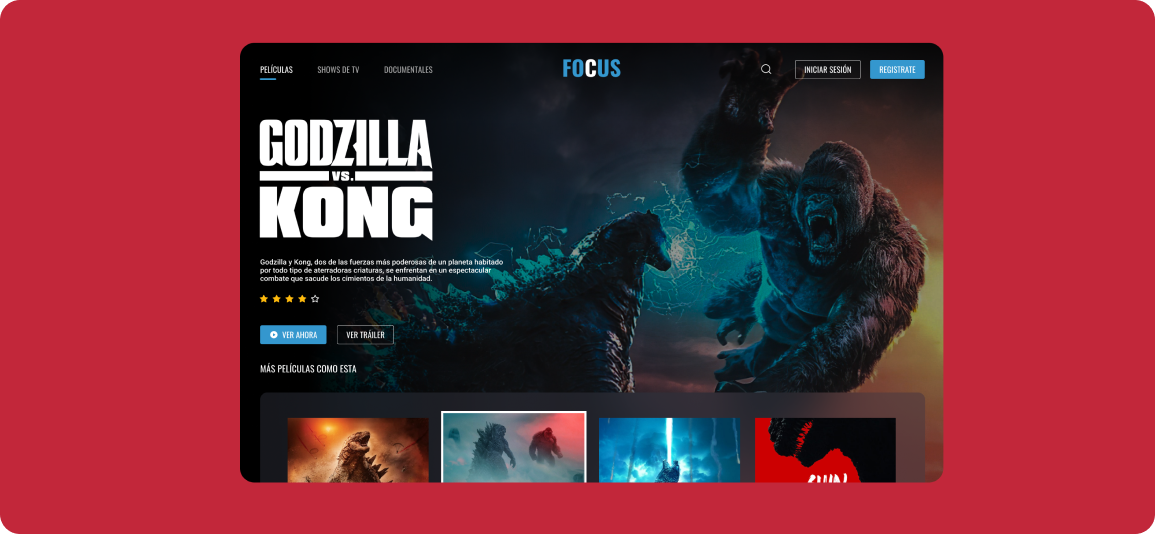 PELÍCULAS SHOWS DE TV DOCUMENTALES FOCUS INICIAR SESIÓN REGISTRATE
GODZILLA
VS.
KONG
Godzilla y Kong, dos de las fuerzas más poderosas de un planeta habitado
por todo tipo de aterradoras criaturas, se enfrentan en un espectacular
combate que sacude los cimientos de la humanidad.
VER AHORA VER TRÁILER
MÁS PELÍCULAS COMO ESTA